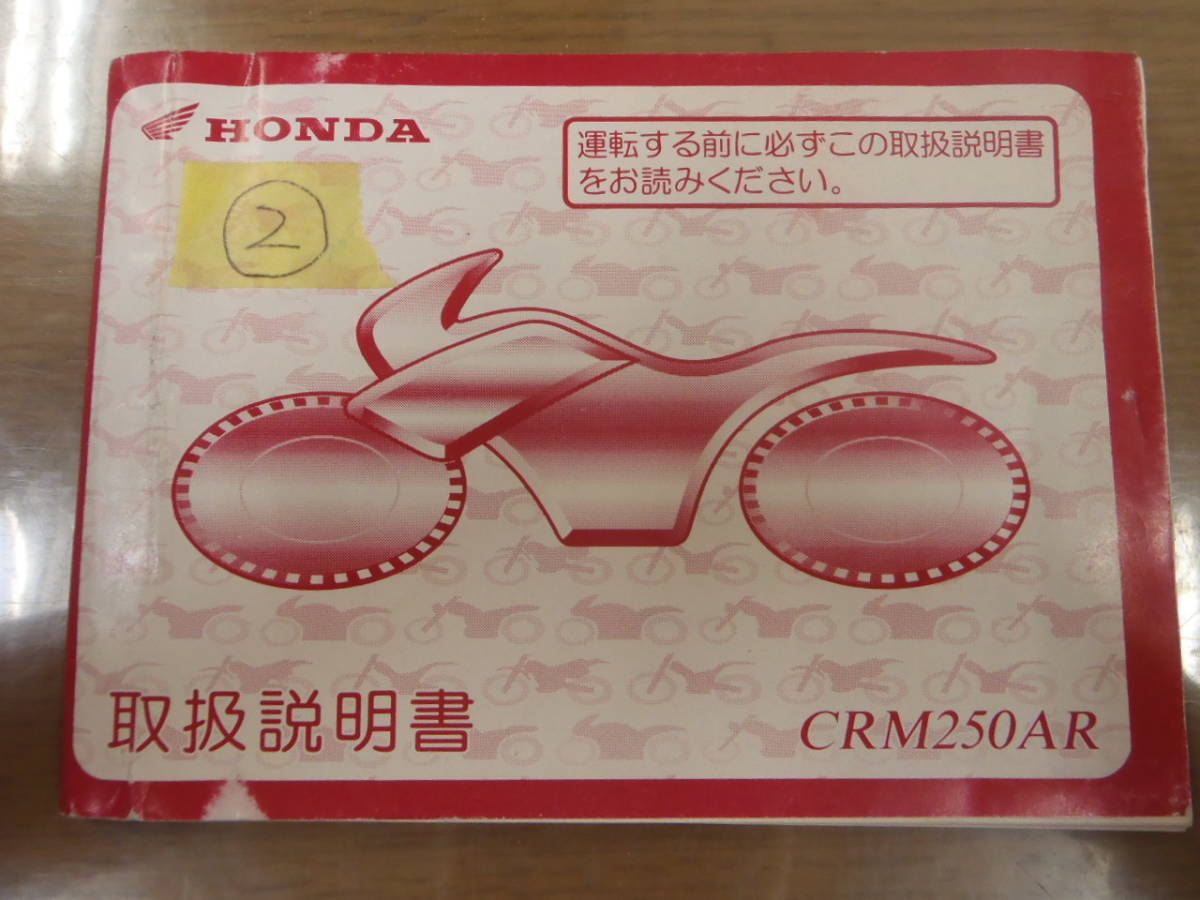 HONDA
運転する前に必ずこの取扱説明書
をお読みください。
②
取扱説明書
CRM250AR